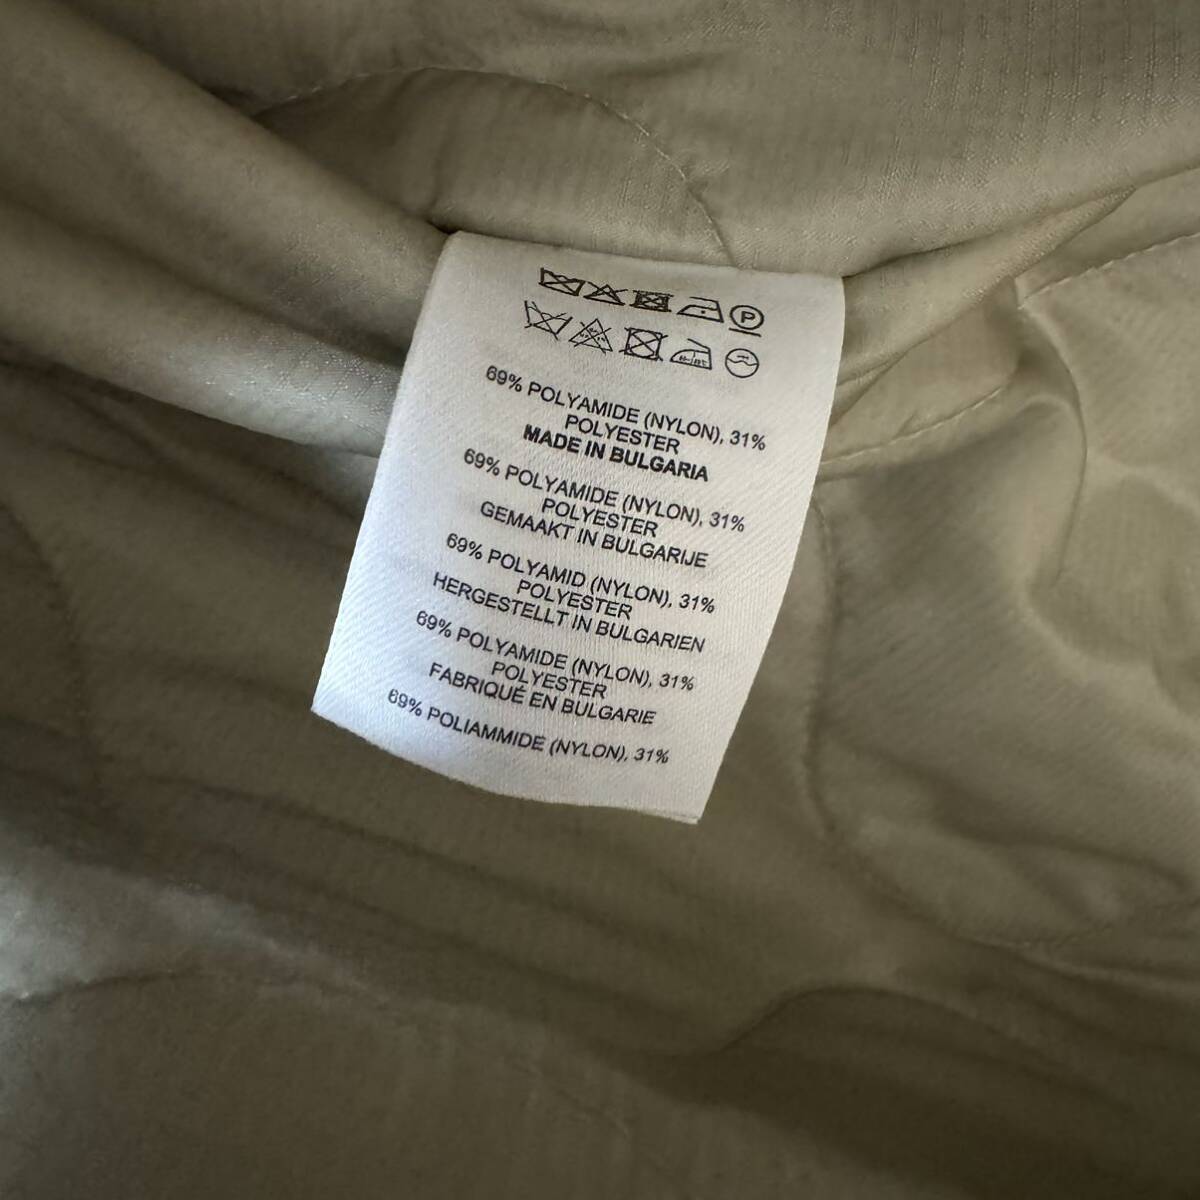 P
69% POLYAMIDE (NYLON), 31%
POLYESTER
MADE IN BULGARIA
69% POLYAMIDE (NYLON), 31%
POLYESTER
GEMAAKT IN BULGARIJE
69% POLYAMID (NYLON), 31%
POLYESTER
HERGESTELLT IN BULGARIEN
69% POLYAMIDE (NYLON), 31%
POLYESTER
FABRIQUÉ EN BULGARIE
69% POLIAMMIDE (NYLON), 31%